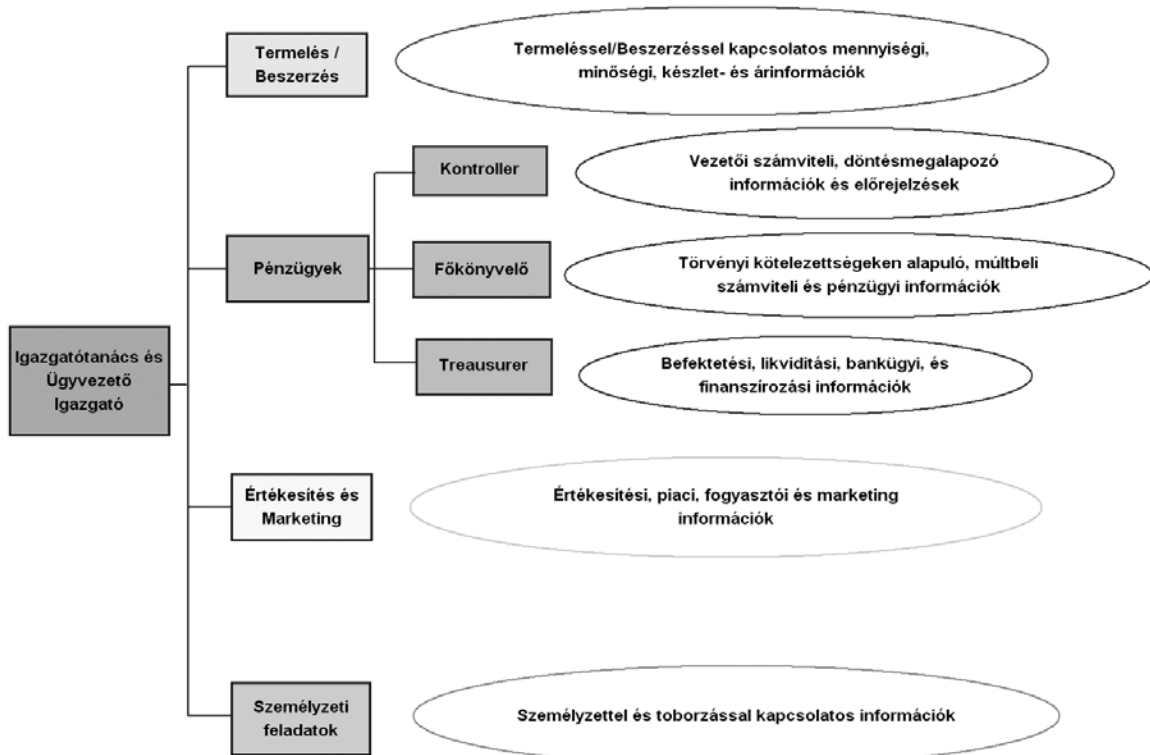 Termelés /
Beszerzés
Termeléssel/Beszerzéssel kapcsolatos mennyiségi,
minőségi, készlet- és árinformációk
Kontroller
Vezetői számviteli, döntésmegalapozó
információk és előrejelzések
Pénzügyek
Főkönyvelő
Törvényi kötelezettségeken alapuló, múltbeli
számviteli és pénzügyi információk
Igazgatótanács és
Ügyvezető
Igazgató
Treausurer
Befektetési, likviditási, bankügyi, és
finanszírozási információk
Értékesítés és
Marketing
Értékesítési, piaci, fogyasztói és marketing
információk
Személyzeti
feladatok
Személyzettel és toborzással kapcsolatos információk